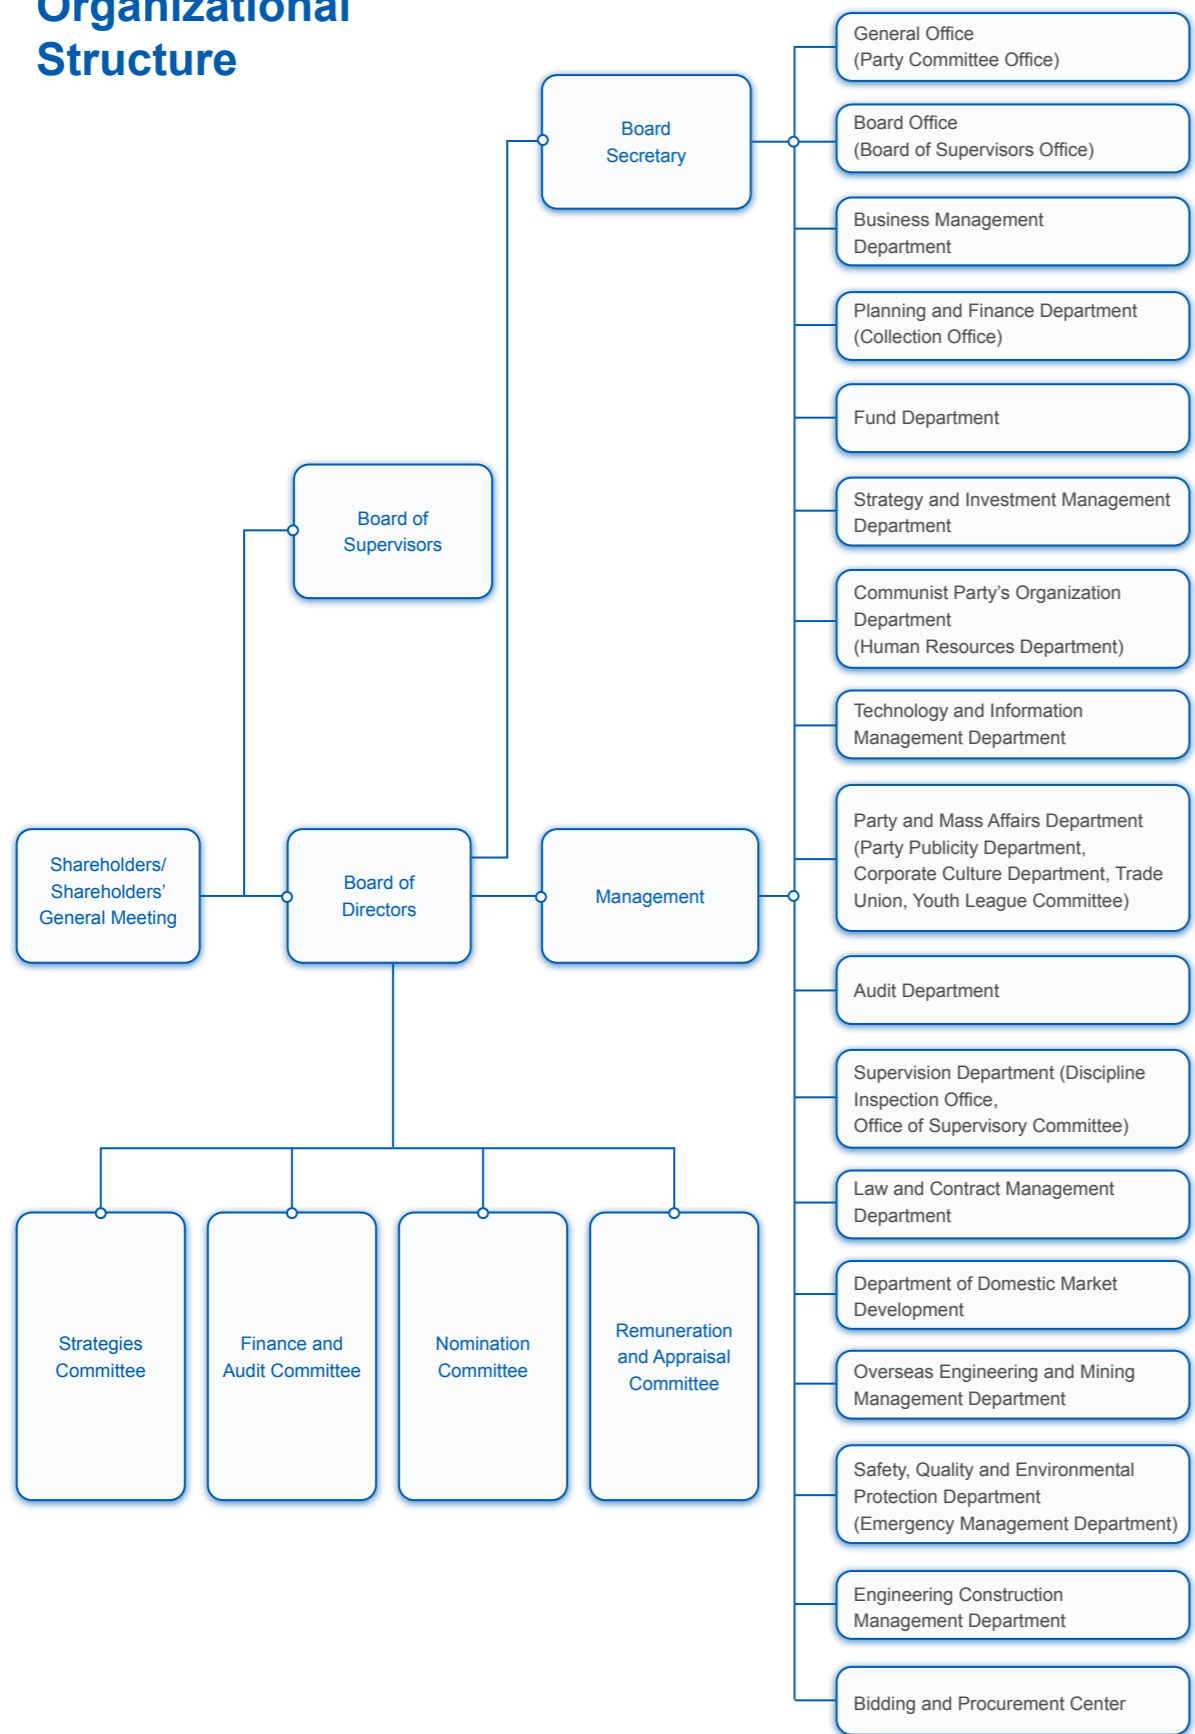 Organizational
Structure
General Office
(Party Committee Office)
Board
Secretary
Board Office
(Board of Supervisors Office)
Business Management
Department
Planning and Finance Department
(Collection Office)
Fund Department
Board of
Supervisors
Strategy and Investment Management
Department
Communist Party’s Organization
Department
(Human Resources Department)
Technology and Information
Management Department
Shareholders/
Shareholders’
General Meeting
Board of
Directors
Management
Party and Mass Affairs Department
(Party Publicity Department,
Corporate Culture Department, Trade
Union, Youth League Committee)
Audit Department
Supervision Department (Discipline
Inspection Office,
Office of Supervisory Committee)
Law and Contract Management
Department
Department of Domestic Market
Development
Strategies
Committee
Finance and
Audit Committee
Nomination
Committee
Remuneration
and Appraisal
Committee
Overseas Engineering and Mining
Management Department
Safety, Quality and Environmental
Protection Department
(Emergency Management Department)
Engineering Construction
Management Department
Bidding and Procurement Center